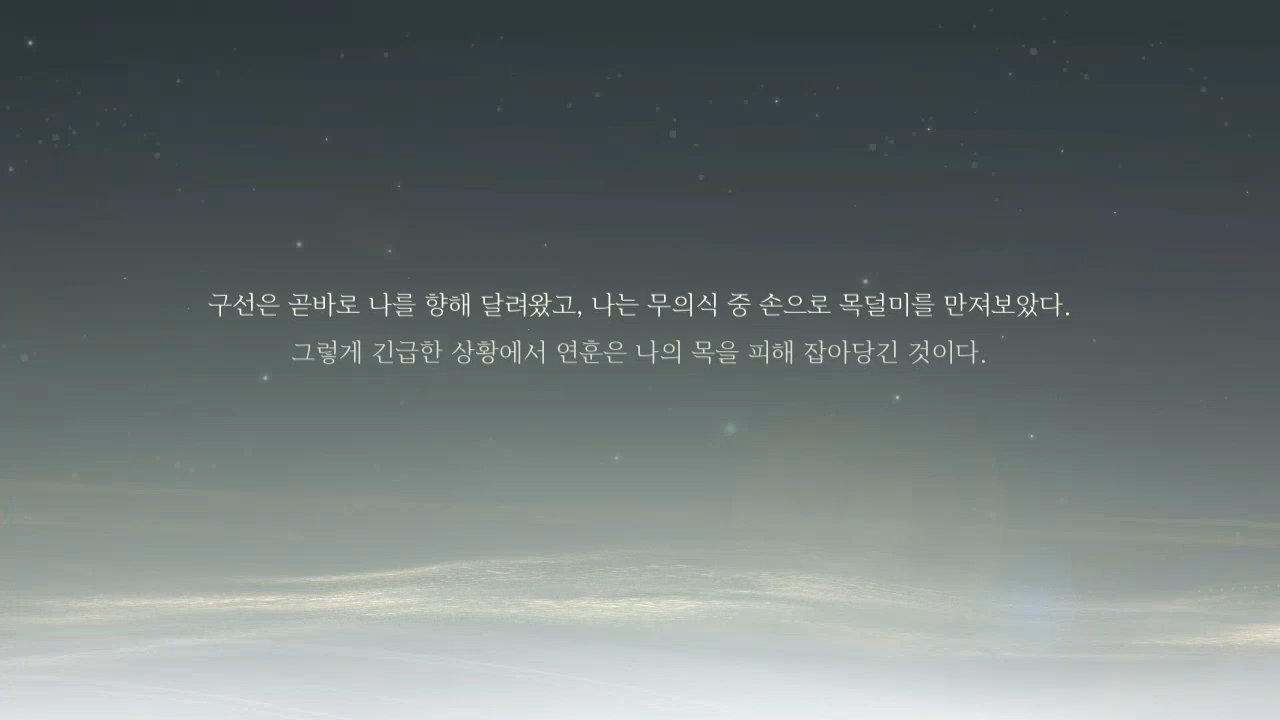 구선은 곧바로 나를 향해 달려왔고, 나는 무의식 중 손으로 목덜미를 만져보았다.
그렇게 긴급한 상황에서 연훈은 나의 목을 피해 잡아당긴 것이다.